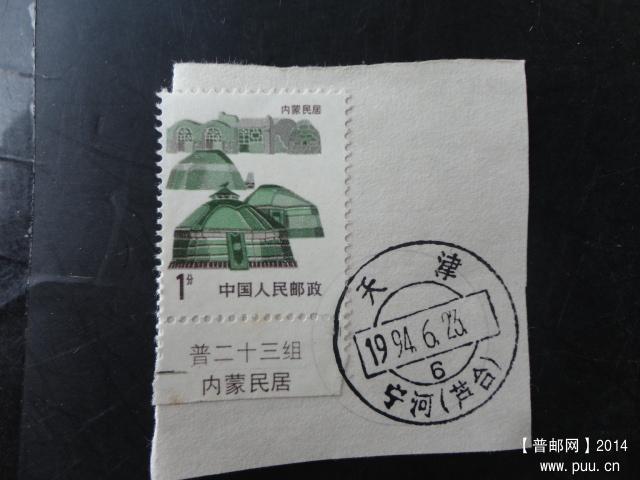 内蒙民居
1分
中国人民邮政
普二十三组
内蒙民居
天津
1994.6.23.
6
宁河(芦台)
【普邮网】2014
www.puu.cn